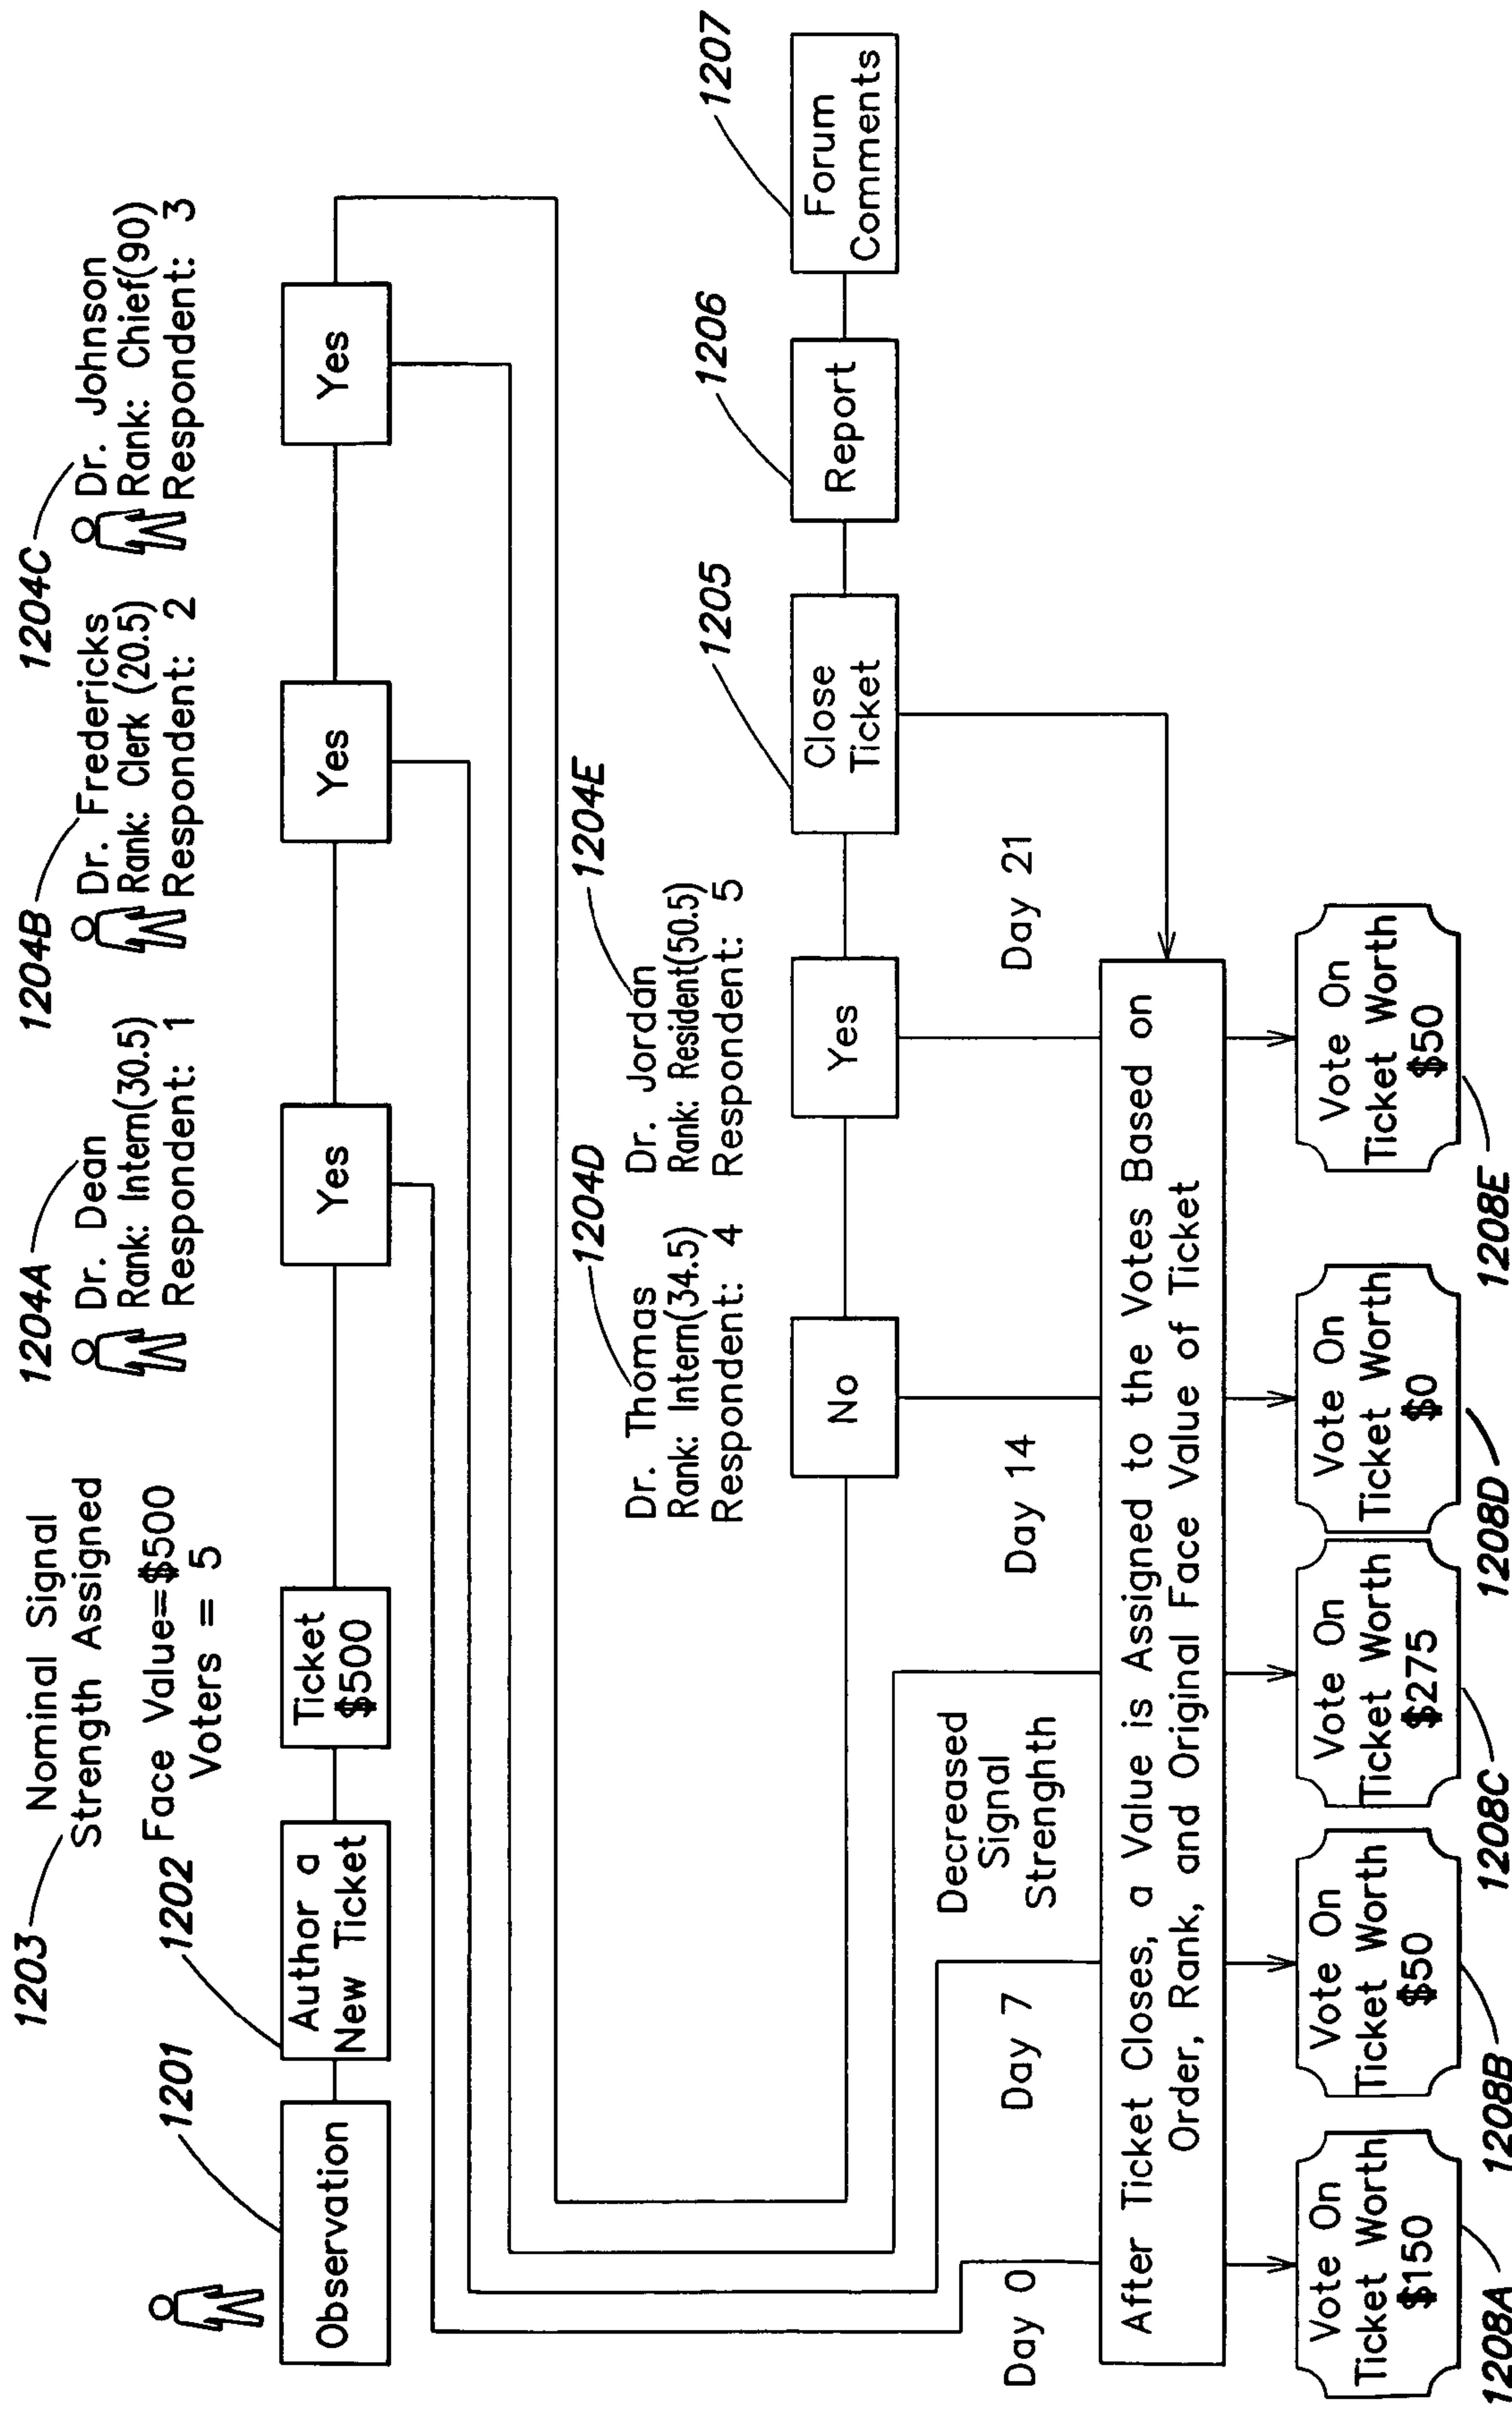 1203
Nominal Signal
Strength Assigned
1202
Face Value=$500
Voters = 5
1201
Observation
Author a
New Ticket
Ticket
$500
1204A
Dr. Dean
Rank: Intern(30.5)
Respondent: 1
Yes
1204B
Dr. Fredericks
Rank: Clerk (20.5)
Respondent: 2
Yes
1204C
Dr. Johnson
Rank: Chief(90)
Respondent: 3
Yes
1204D
Dr. Thomas
Rank: Intern(34.5)
Respondent: 4
No
1204E
Dr. Jordan
Rank: Resident(50.5)
Respondent: 5
Yes
1205
Close
Ticket
1206
Report
1207
Forum
Comments
Day 0
Day 7
Decreased
Signal
Strenghth
Day 14
Day 21
After Ticket Closes, a Value is Assigned to the Votes Based on
Order, Rank, and Original Face Value of Ticket
Vote On
Ticket Worth
$150
1208A
Vote On
Ticket Worth
$50
1208B
Vote On
Ticket Worth
$275
1208C
Vote On
Ticket Worth
$0
1208D
Vote On
Ticket Worth
$50
1208E